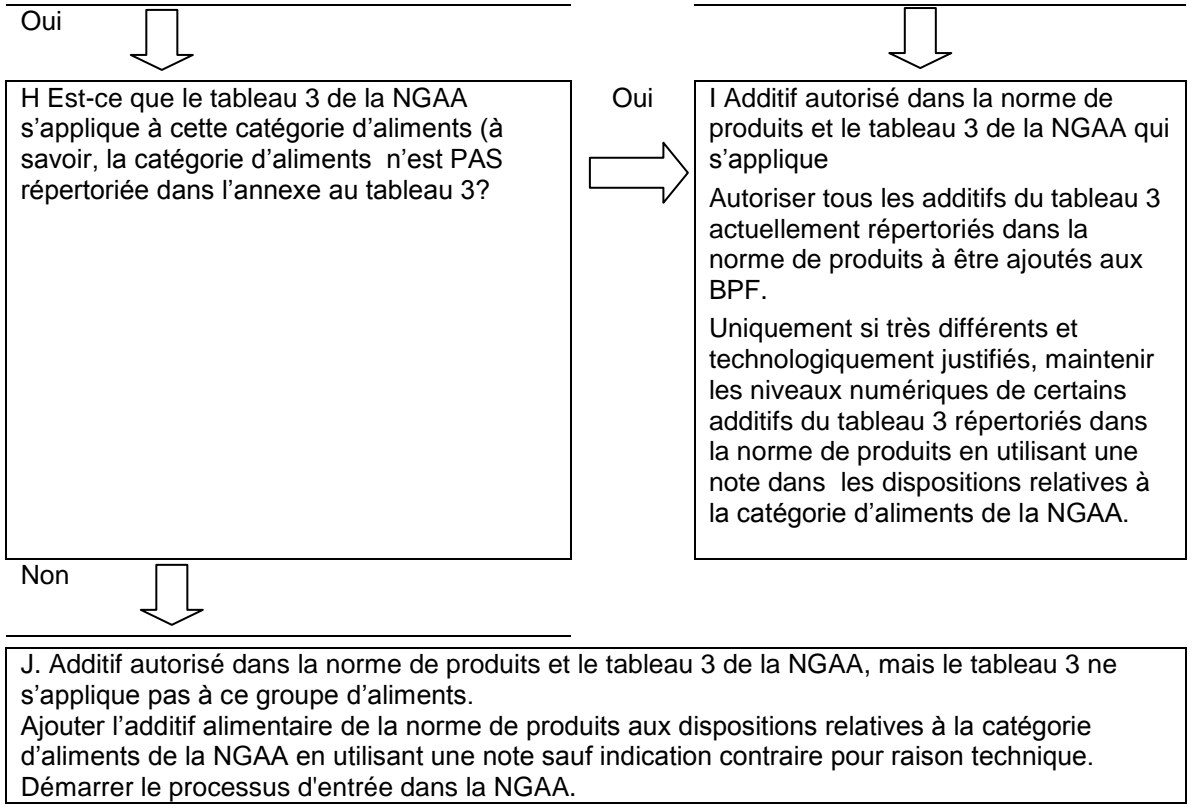 Oui
H Est-ce que le tableau 3 de la NGAA
s’applique à cette catégorie d’aliments (à
savoir, la catégorie d’aliments  n’est PAS
répertoriée dans l’annexe au tableau 3?
Oui
I Additif autorisé dans la norme de
produits et le tableau 3 de la NGAA qui
s’applique
Autoriser tous les additifs du tableau 3
actuellement répertoriés dans la
norme de produits à être ajoutés aux
BPF.
Uniquement si très différents et
technologiquement justifiés, maintenir
les niveaux numériques de certains
additifs du tableau 3 répertoriés dans
la norme de produits en utilisant une
note dans  les dispositions relatives à
la catégorie d’aliments de la NGAA.
Non
J. Additif autorisé dans la norme de produits et le tableau 3 de la NGAA, mais le tableau 3 ne
s’applique pas à ce groupe d’aliments.
Ajouter l’additif alimentaire de la norme de produits aux dispositions relatives à la catégorie
d’aliments de la NGAA en utilisant une note sauf indication contraire pour raison technique.
Démarrer le processus d'entrée dans la NGAA.